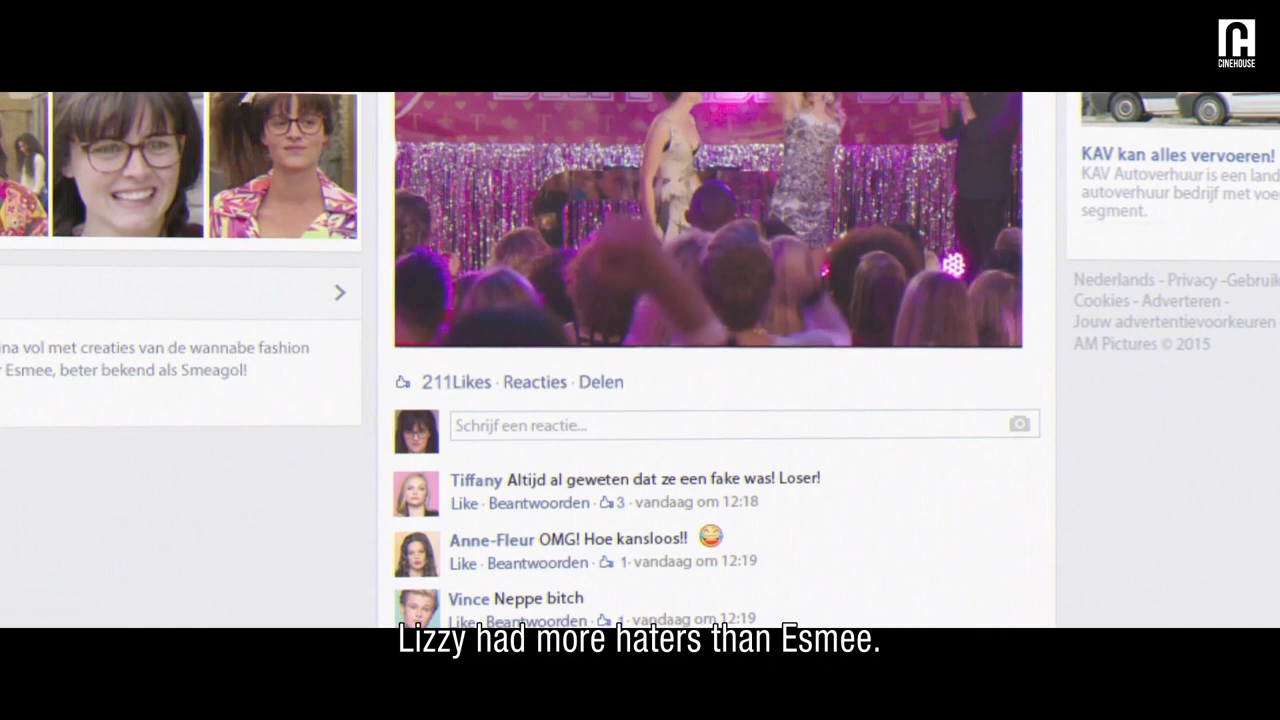 CINEHOUSE
KAV kan alles vervoeren!
KAV Autoverhuur is een land
autoverhuur bedrijf met voe
segment.
Nederlands - Privacy -Gebruik
Cookies - Adverteren -
Jouw advertentievoorkeuren
AM Pictures © 2015
ina vol met creaties van de wannabe fashion
r Esmee, beter bekend als Smeagol!
211Likes · Reacties · Delen
Schrijf een reactie...
Tiffany Altijd al geweten dat ze een fake was! Loser!
Like · Beantwoorden · 3 · vandaag om 12:18
Anne-Fleur OMG! Hoe kansloos!! 😂
Like · Beantwoorden · 1· vandaag om 12:19
Vince Neppe bitch
Like · Beantwoorden · vandaag om 12:19
Lizzy had more haters than Esmee.